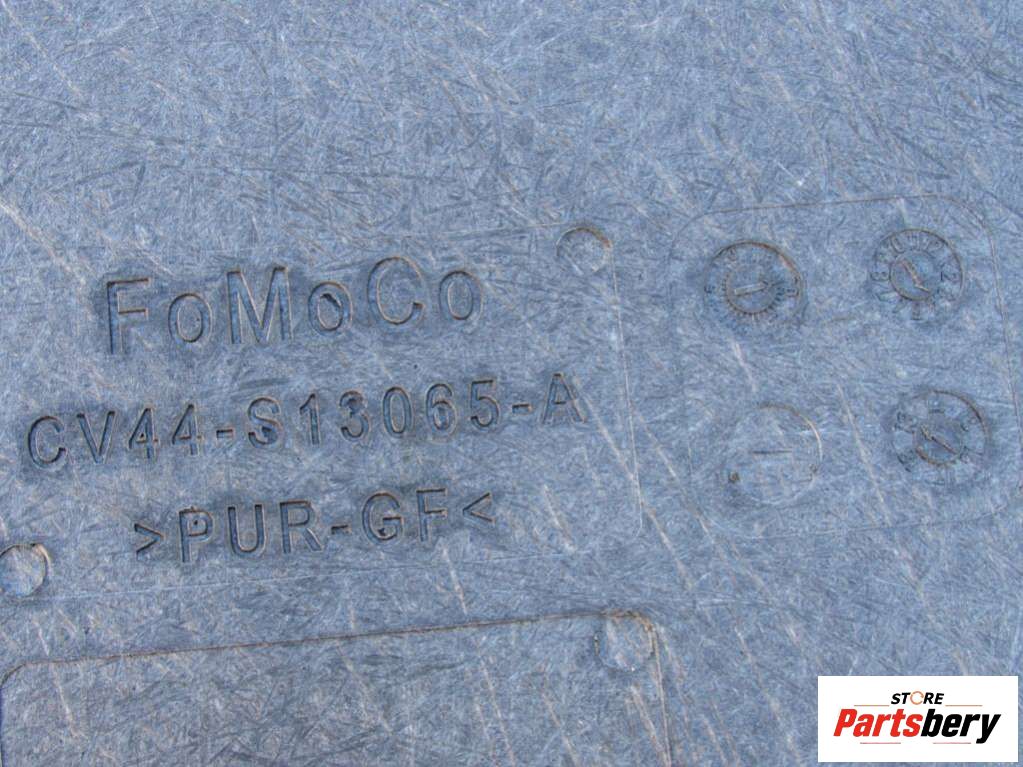 FoMoCo
CV44-S13065-A
>PUR-GF<
STORE
Partsbery